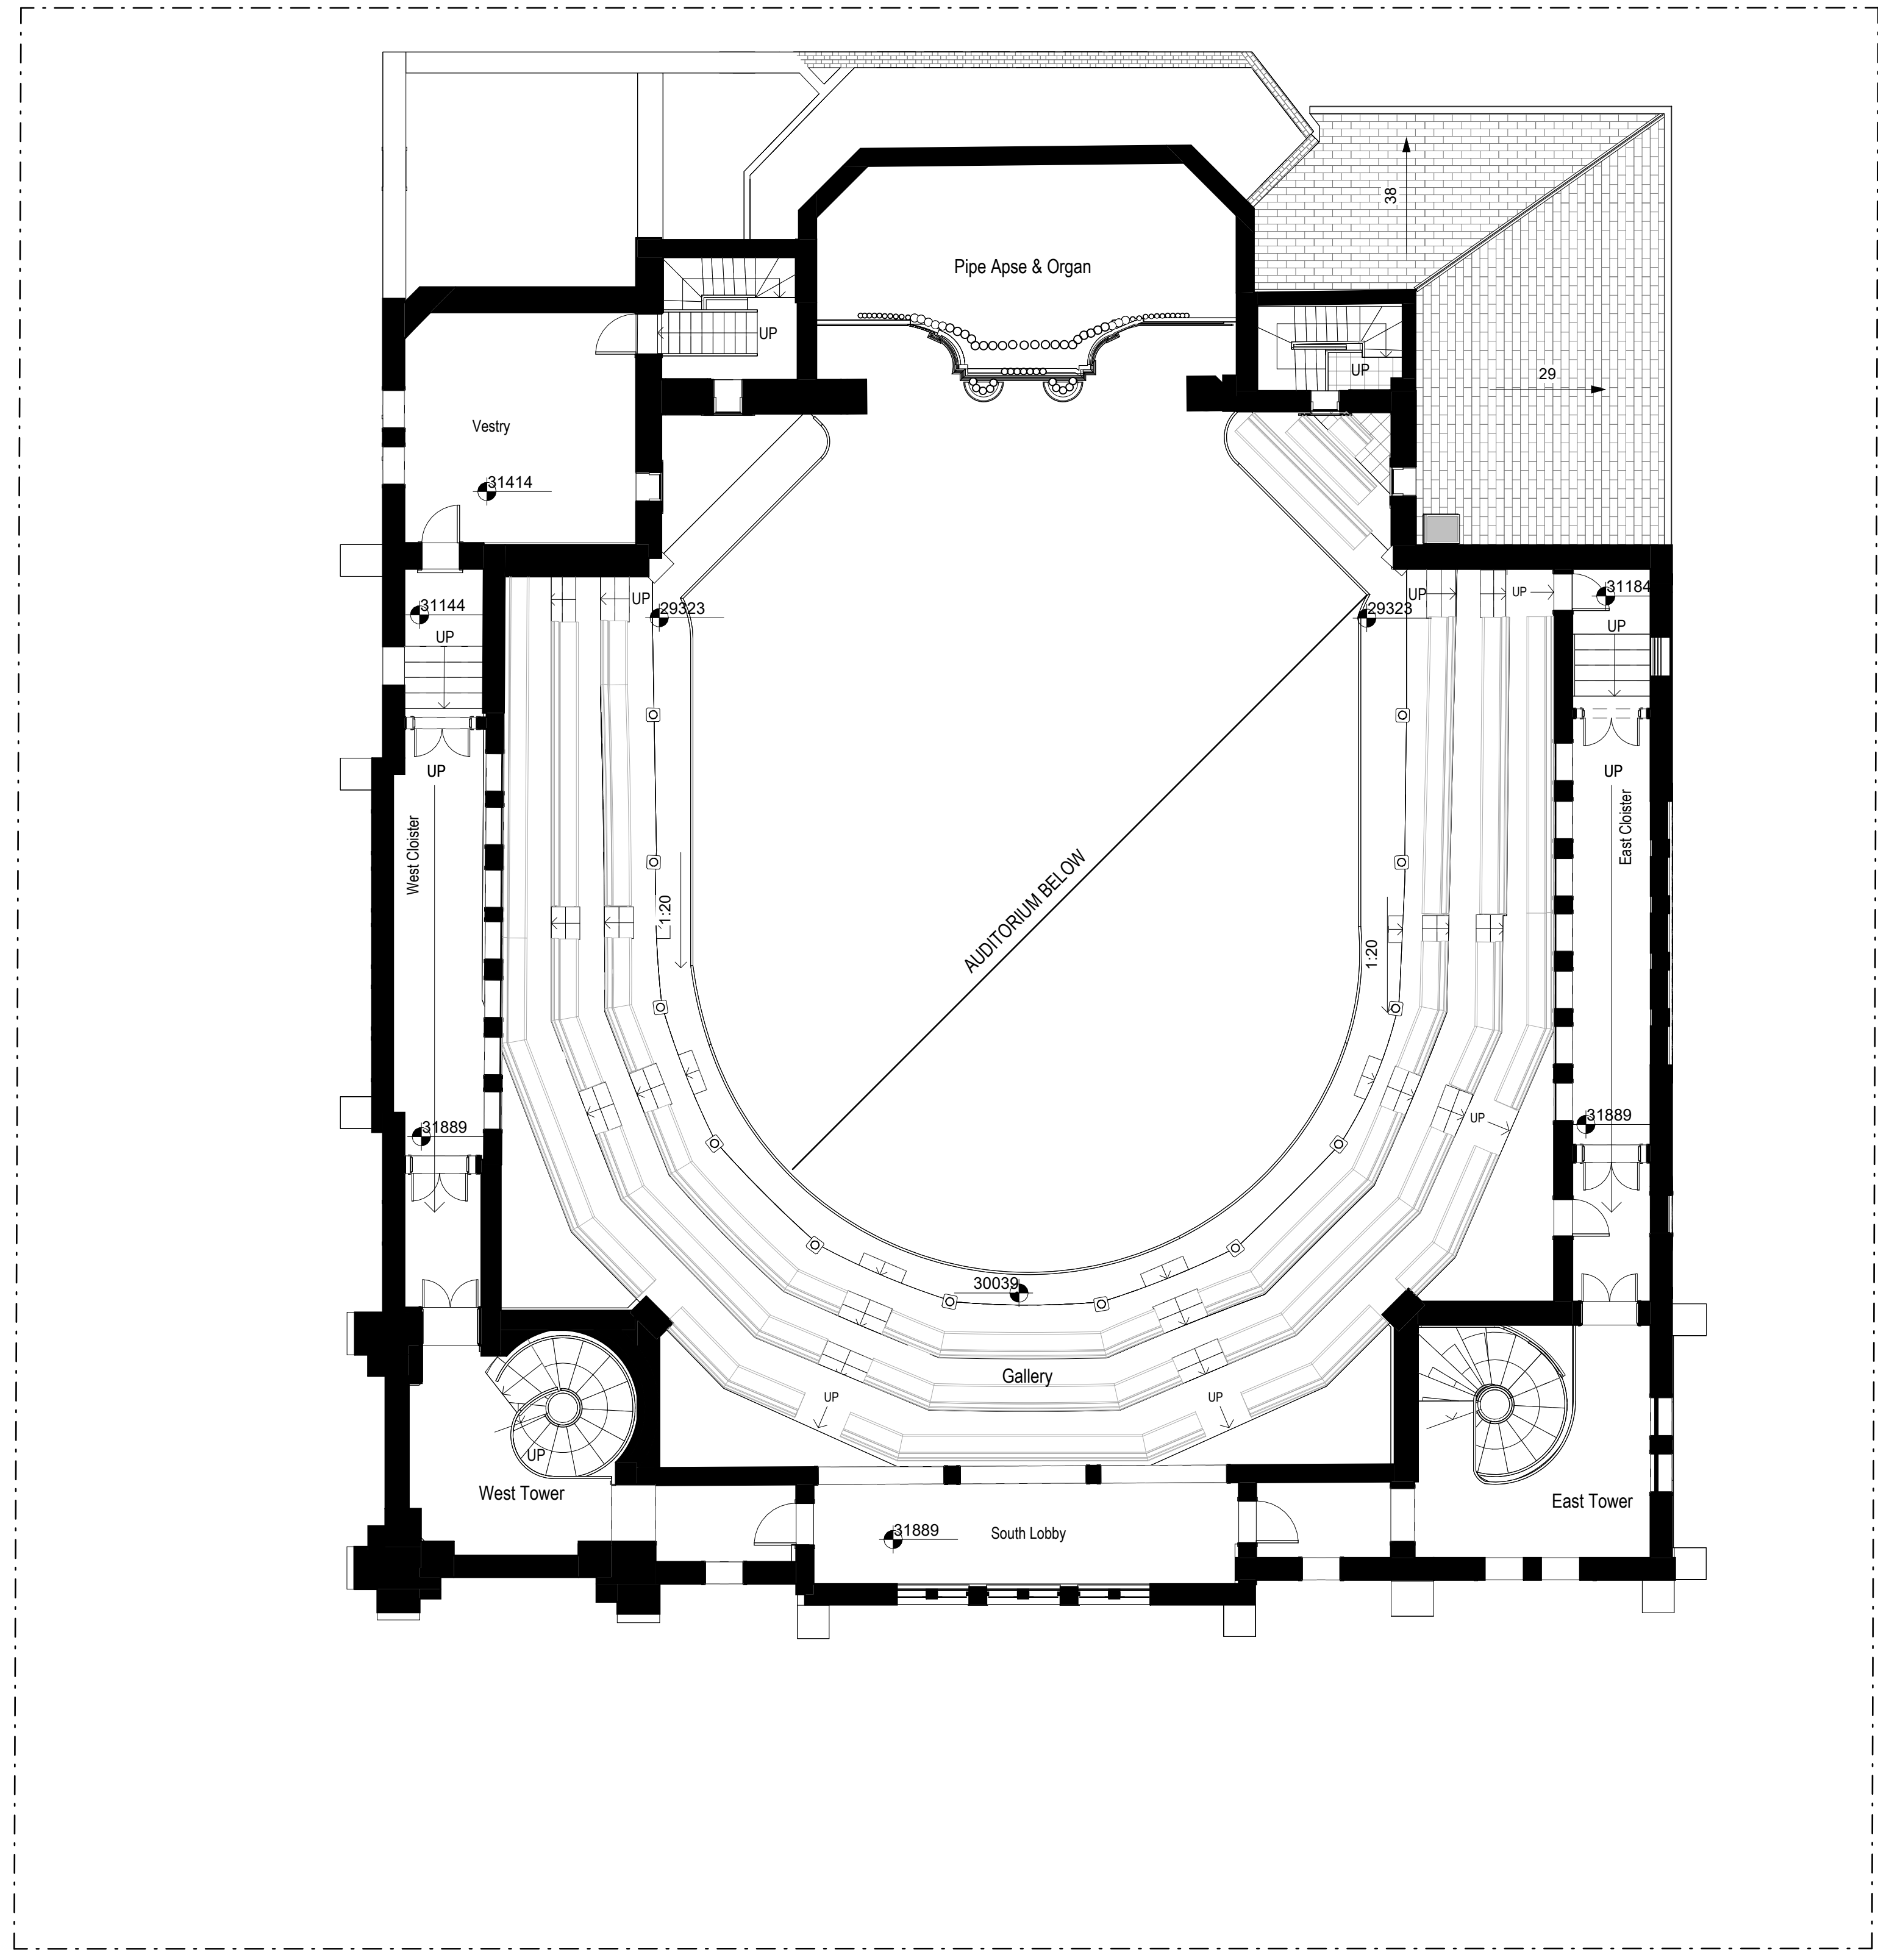 38
Pipe Apse & Organ
UP
UP
29
Vestry
31414
31144
UP
UP
29323
29323
UP
UP
31184
UP
UP
UP
West Cloister
East Cloister
1:20
AUDITORIUM BELOW
1:20
31889
UP
31889
30039
Gallery
UP
UP
UP
West Tower
East Tower
31889
South Lobby